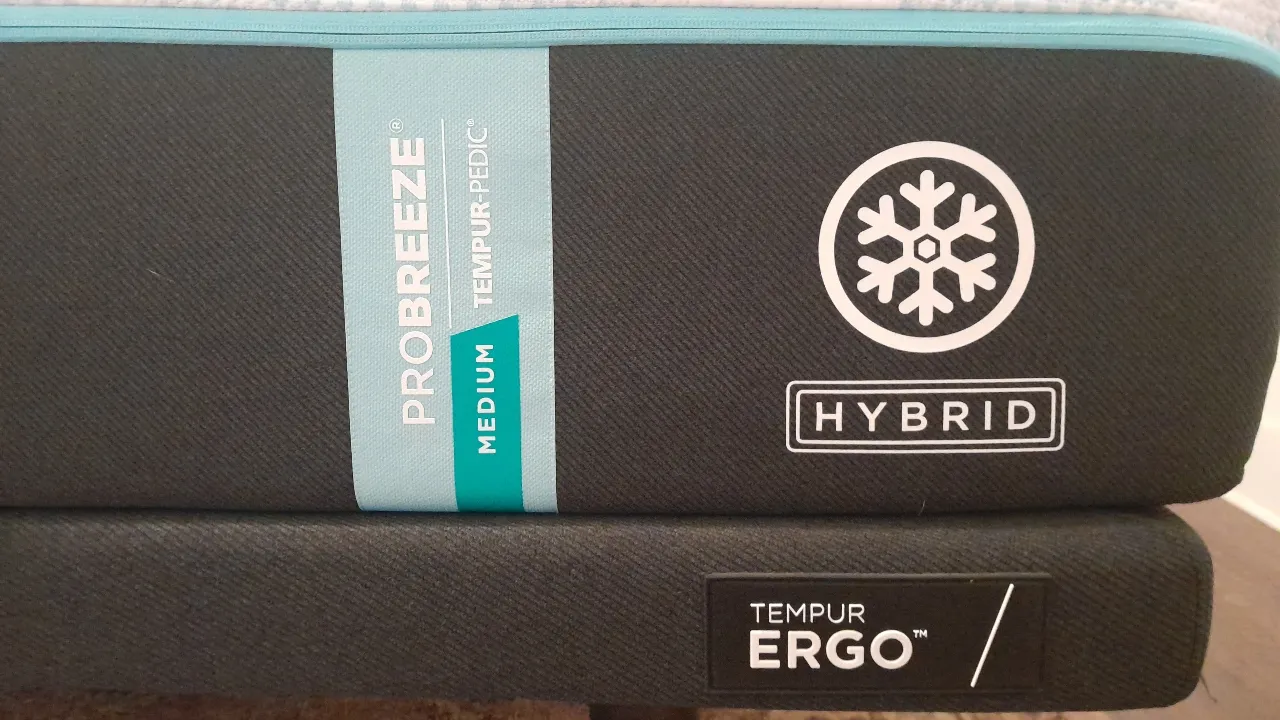 PROBREEZE®
TEMPUR-PEDIC®
MEDIUM
HYBRID
TEMPUR
ERGO™